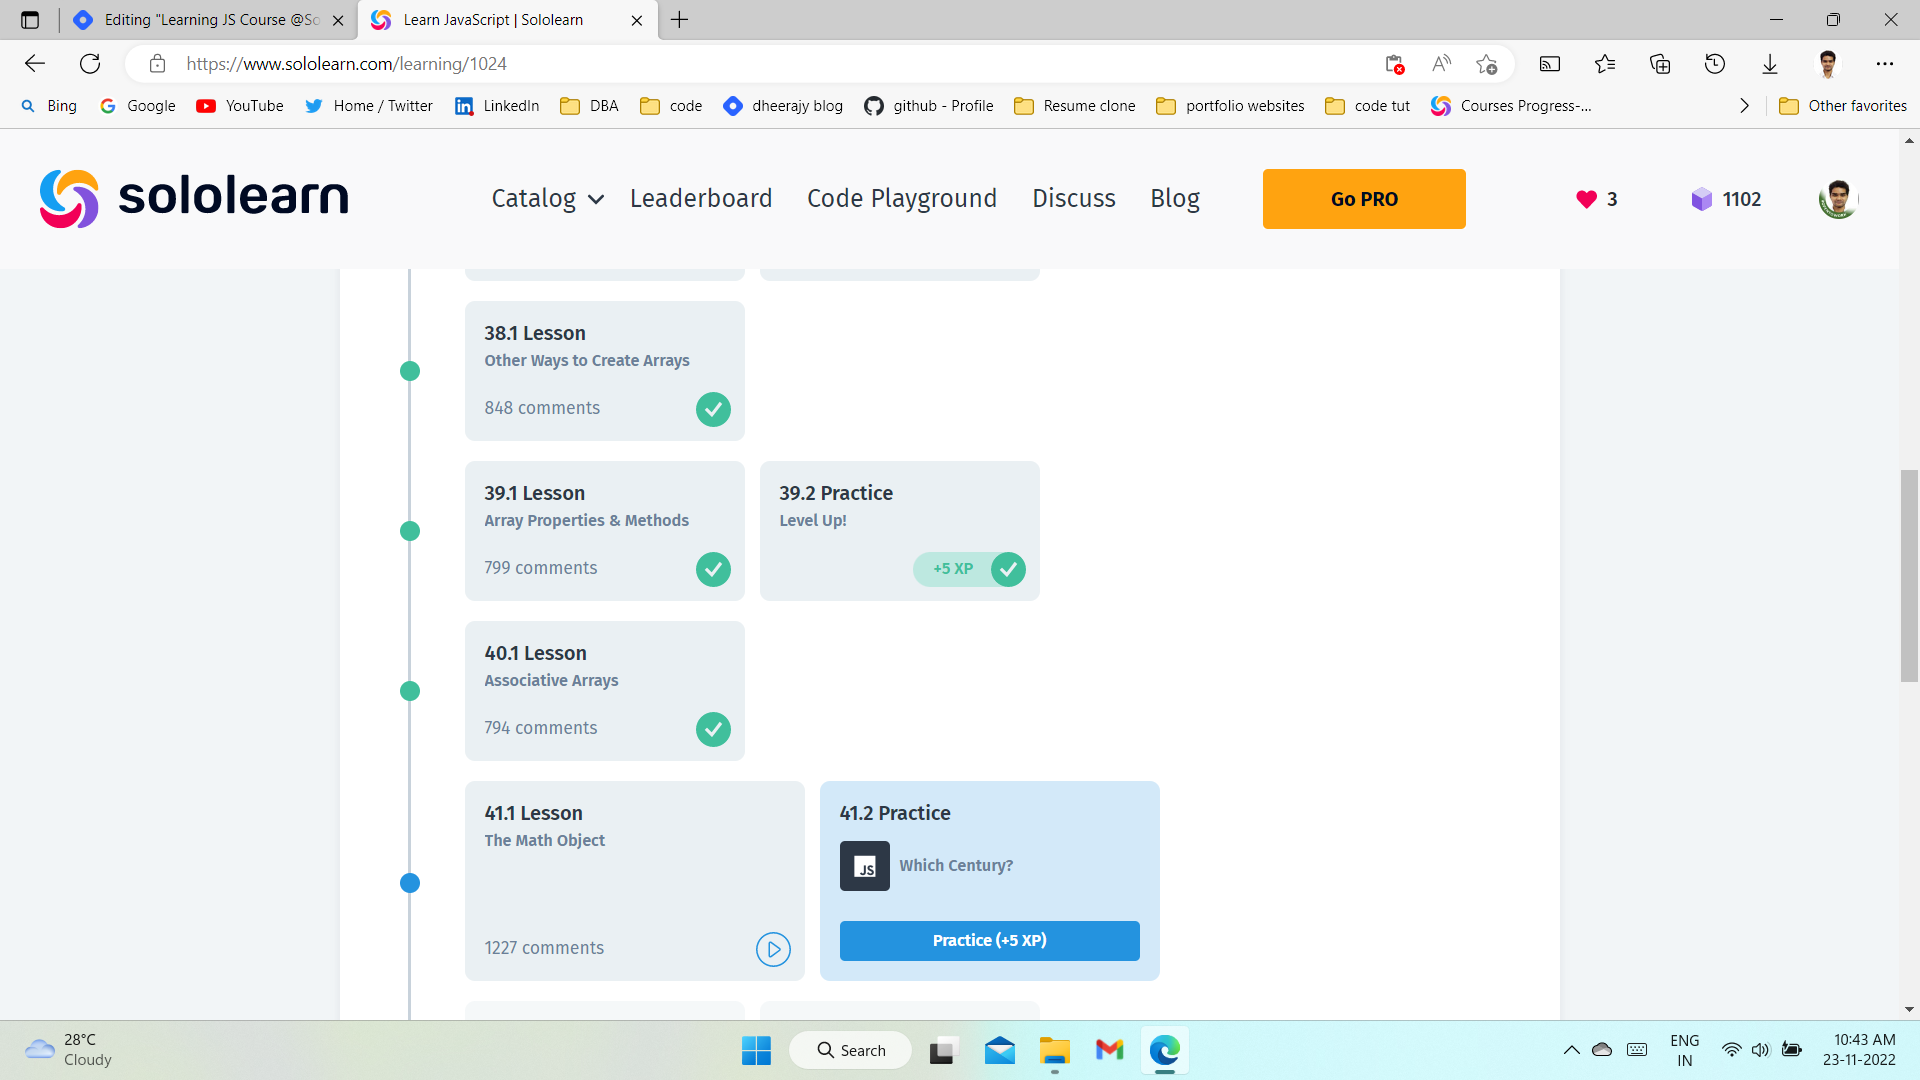 Editing "Learning JS Course @So
Learn JavaScript | Sololearn
https://www.sololearn.com/learning/1024
Bing
Google
YouTube
Home / Twitter
LinkedIn
DBA
code
dheerajy blog
github - Profile
Resume clone
portfolio websites
code tut
Courses Progress-...
Other favorites
sololearn
Catalog
Leaderboard
Code Playground
Discuss
Blog
Go PRO
3
1102
38.1 Lesson
Other Ways to Create Arrays
848 comments
39.1 Lesson
Array Properties & Methods
799 comments
39.2 Practice
Level Up!
+5 XP
40.1 Lesson
Associative Arrays
794 comments
41.1 Lesson
The Math Object
1227 comments
41.2 Practice
JS
Which Century?
Practice (+5 XP)
28°C
Cloudy
Search
ENG
IN
10:43 AM
23-11-2022